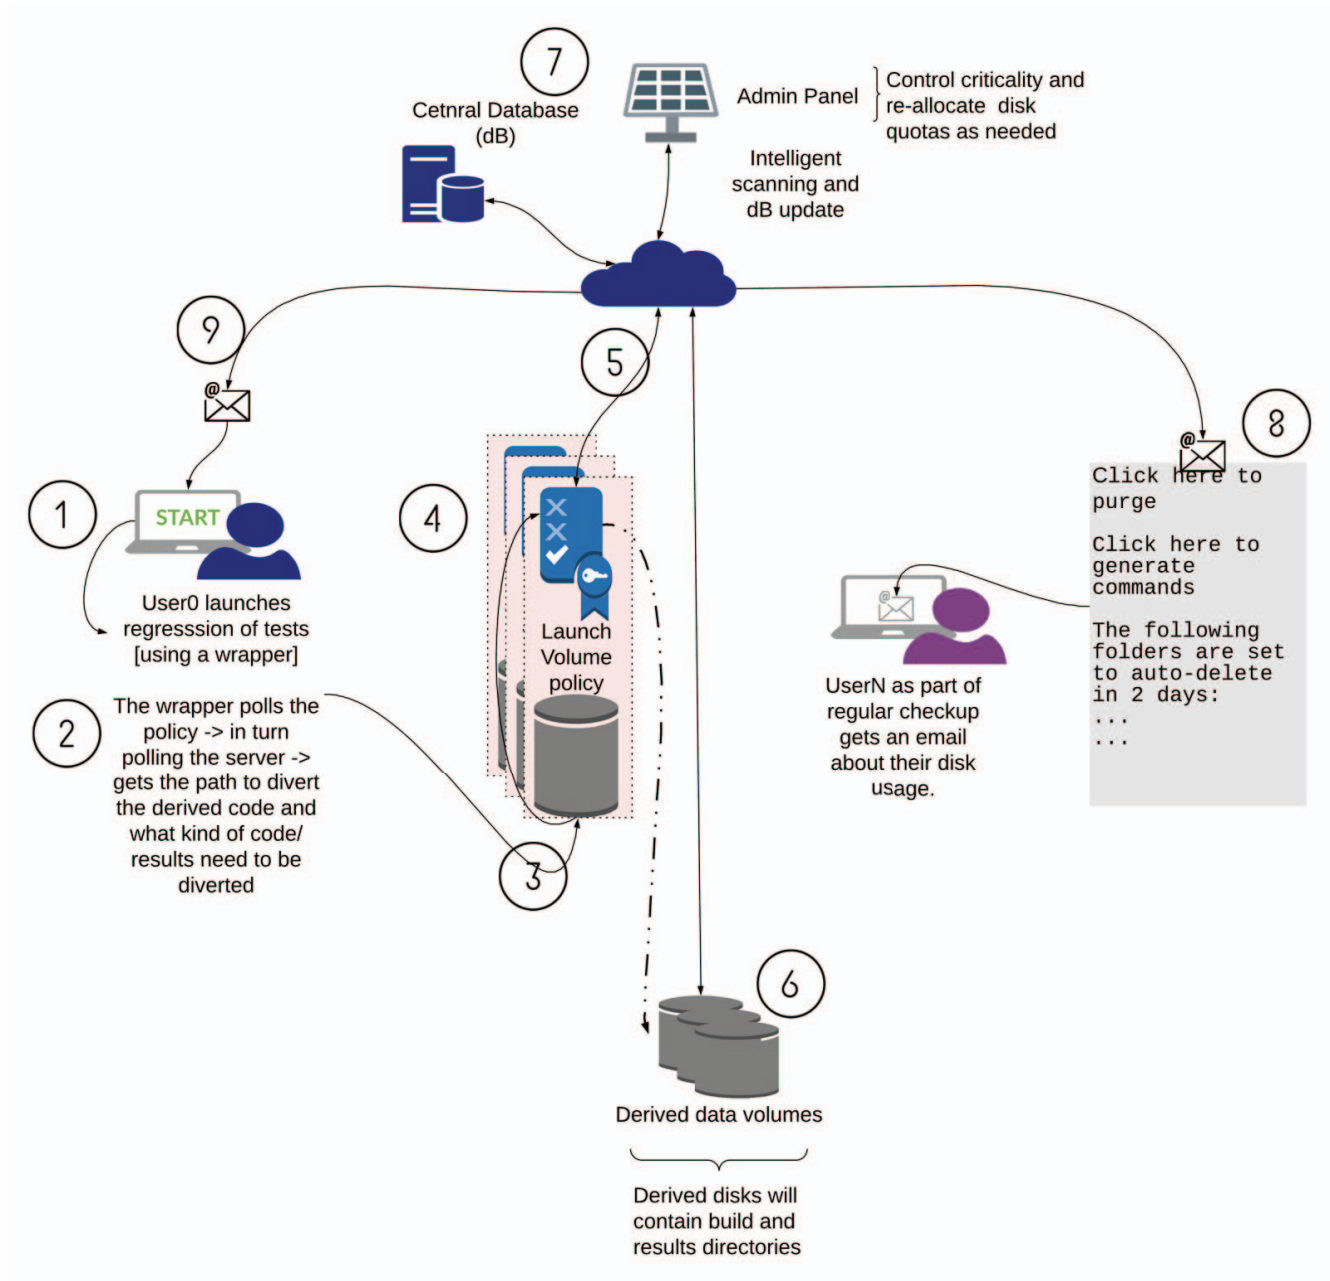 7
Cetnral Database
(dB)
Admin Panel
Control criticality and
re-allocate disk
quotas as needed
Intelligent
scanning and
dB update
9
5
8
@
@
1
START
User0 launches
regresssion of tests
[using a wrapper]
2
The wrapper polls the
policy -> in turn
polling the server ->
gets the path to divert
the derived code and
what kind of code/
results need to be
diverted
4
Launch
Volume
policy
3
@
UserN as part of
regular checkup
gets an email
about their disk
usage.
Click here to
purge
Click here to
generate
commands
The following
folders are set
to auto-delete
in 2 days:
...
...
6
Derived data volumes
Derived disks will
contain build and
results directories